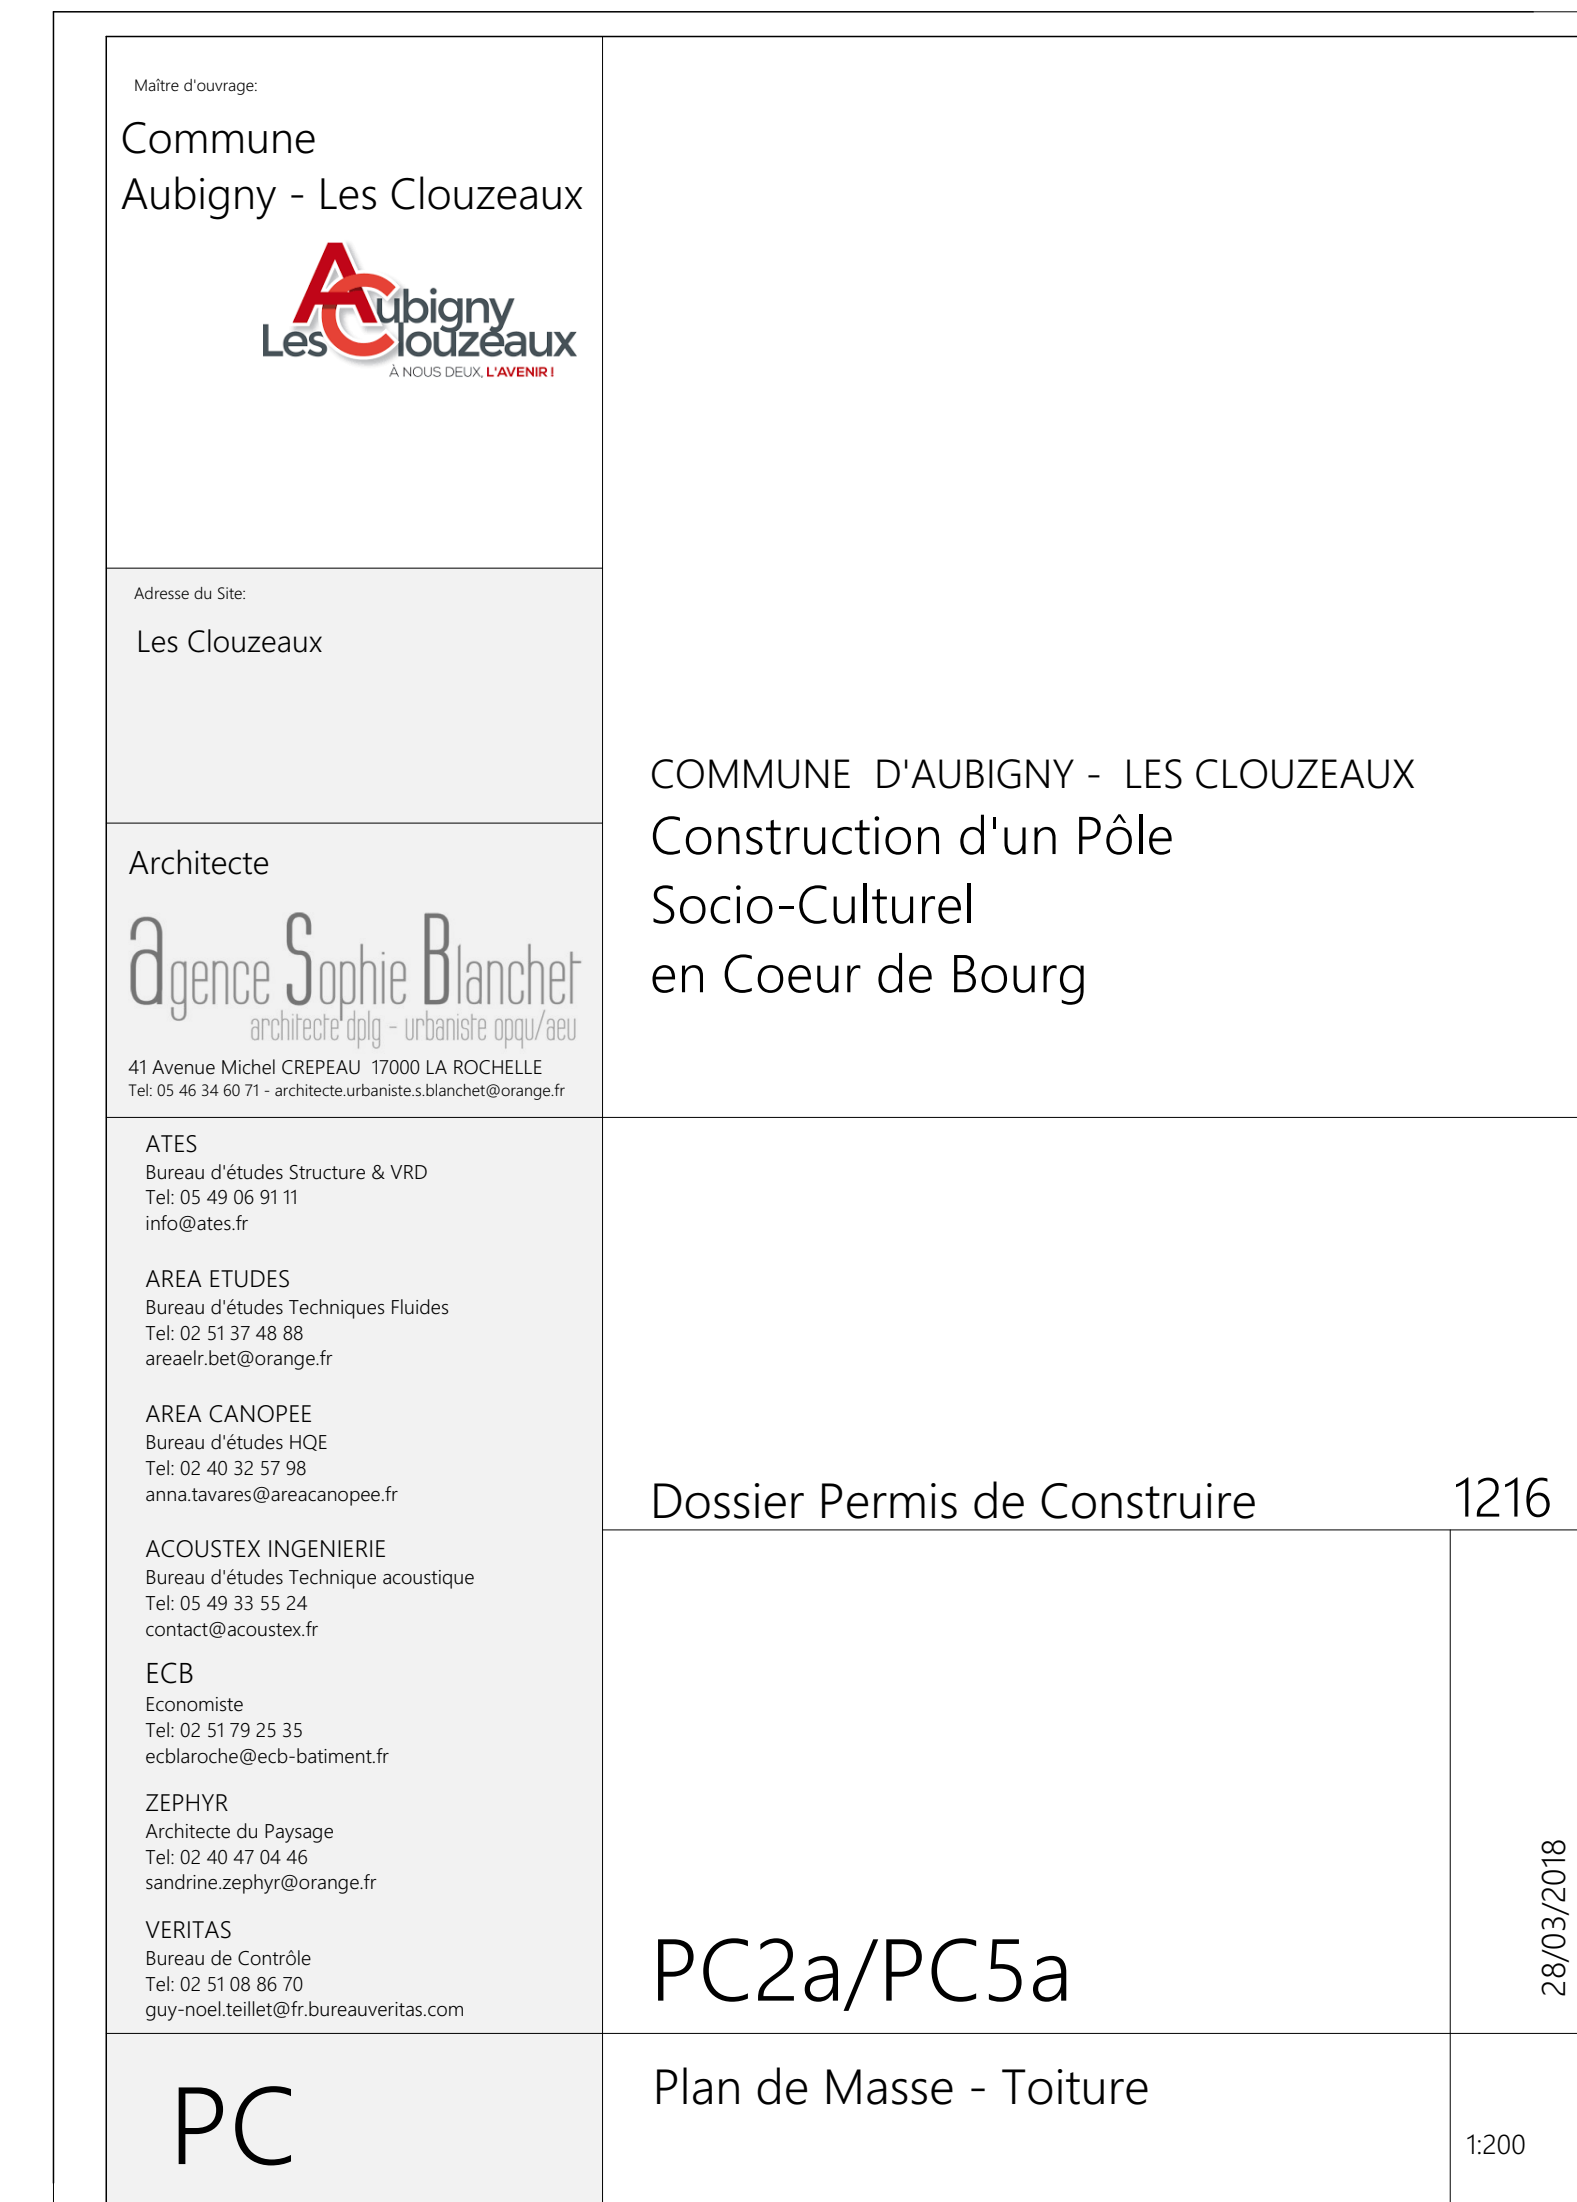 Maître d'ouvrage:
Commune
Aubigny - Les Clouzeaux
Aubigny
Les Clouzeaux
À NOUS DEUX, L'AVENIR !
Adresse du Site:
Les Clouzeaux
Architecte
agence Sophie Blanchet
architecte dplg - urbaniste opqu/aeu
41 Avenue Michel CREPEAU 17000 LA ROCHELLE
Tel: 05 46 34 60 71 - architecte.urbaniste.s.blanchet@orange.fr
ATES
Bureau d'études Structure & VRD
Tel: 05 49 06 91 11
info@ates.fr
AREA ETUDES
Bureau d'études Techniques Fluides
Tel: 02 51 37 48 88
areaelr.bet@orange.fr
AREA CANOPEE
Bureau d'études HQE
Tel: 02 40 32 57 98
anna.tavares@areacanopee.fr
ACOUSTEX INGENIERIE
Bureau d'études Technique acoustique
Tel: 05 49 33 55 24
contact@acoustex.fr
ECB
Economiste
Tel: 02 51 79 25 35
ecblaroche@ecb-batiment.fr
ZEPHYR
Architecte du Paysage
Tel: 02 40 47 04 46
sandrine.zephyr@orange.fr
VERITAS
Bureau de Contrôle
Tel: 02 51 08 86 70
guy-noel.teillet@fr.bureauveritas.com
PC
COMMUNE D'AUBIGNY - LES CLOUZEAUX
Construction d'un Pôle
Socio-Culturel
en Coeur de Bourg
Dossier Permis de Construire 1216
PC2a/PC5a
28/03/2018
Plan de Masse - Toiture
1:200